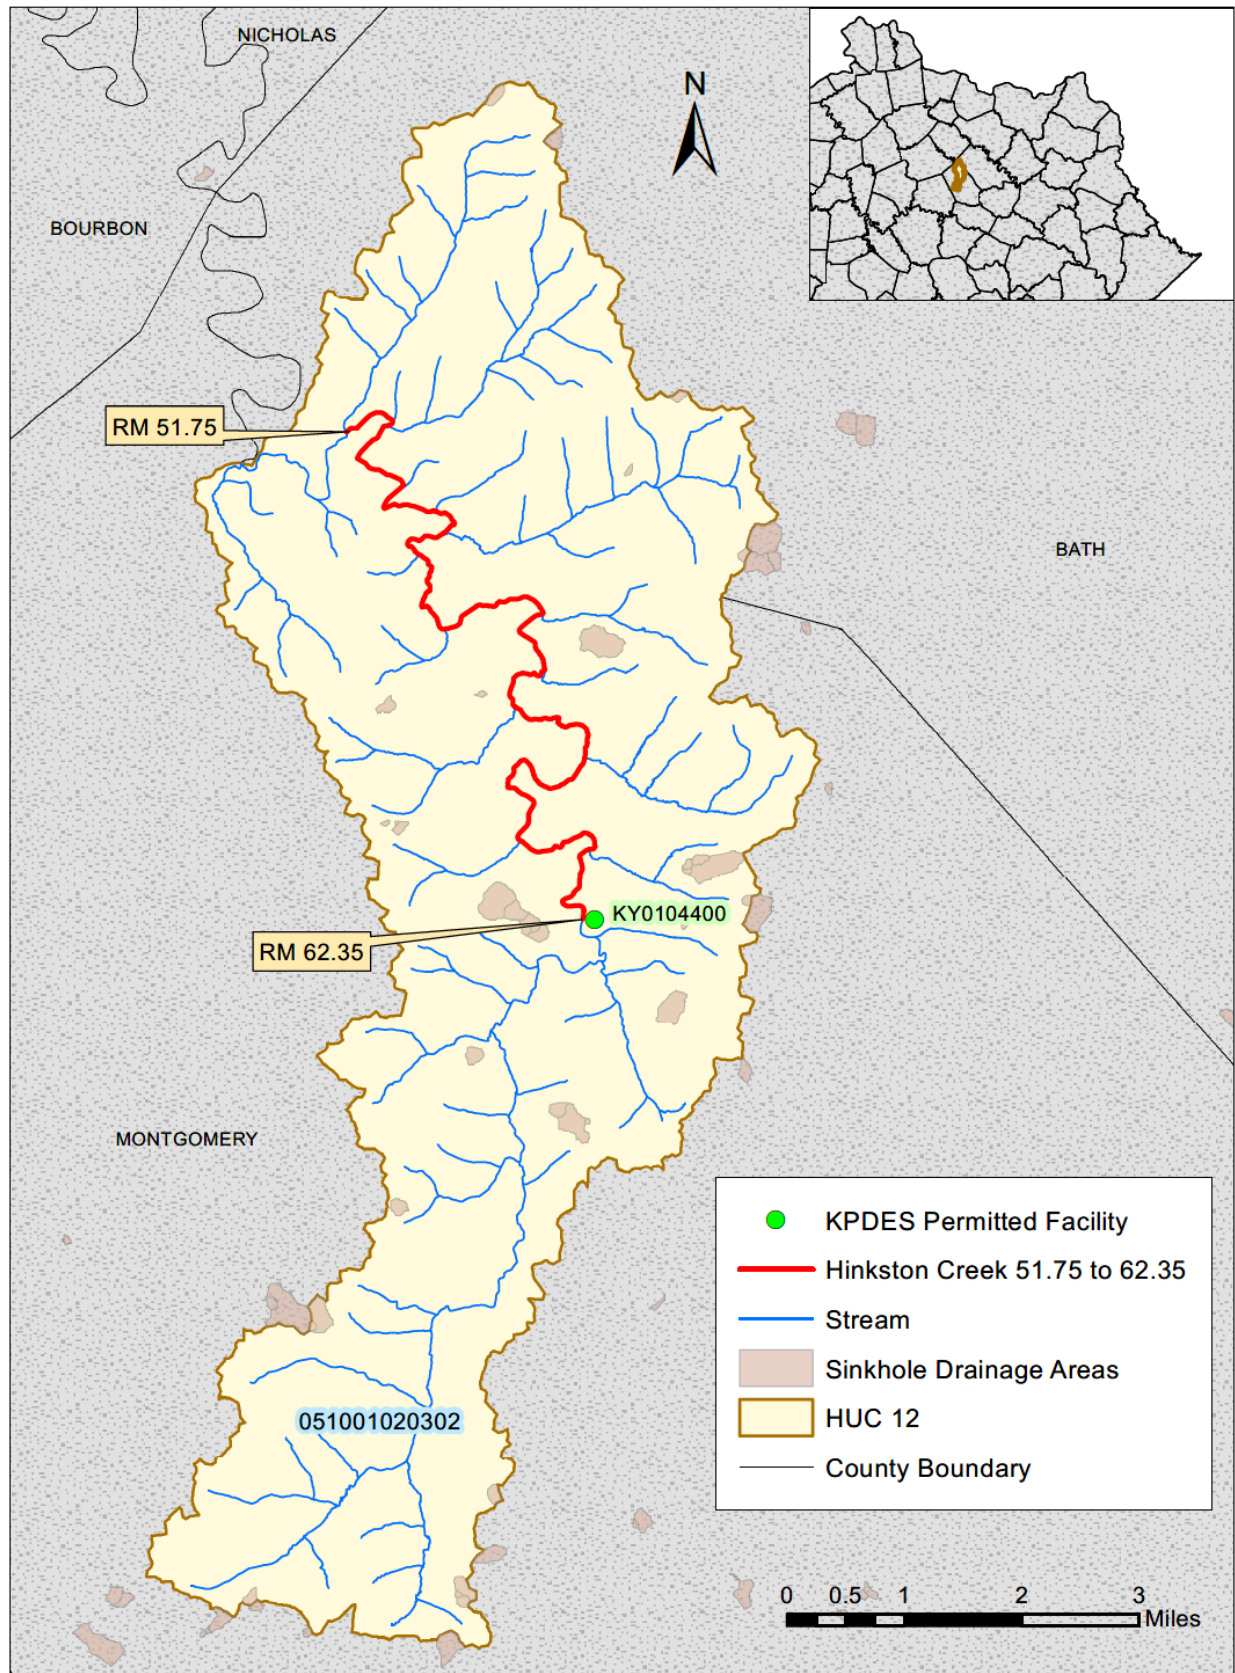 NICHOLAS
N
BOURBON
RM 51.75
BATH
KY0104400
RM 62.35
MONTGOMERY
KPDES Permitted Facility
Hinkston Creek 51.75 to 62.35
Stream
Sinkhole Drainage Areas
HUC 12
County Boundary
051001020302
0 0.5 1 2 3
Miles